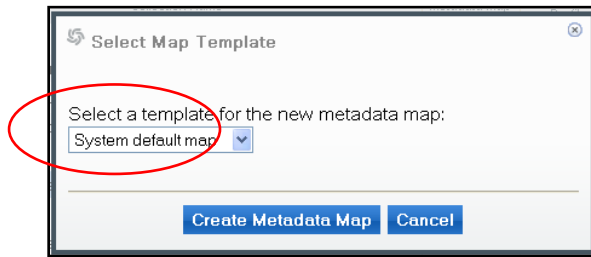 Select Map Template
Select a template for the new metadata map:
System default map
Create Metadata Map Cancel